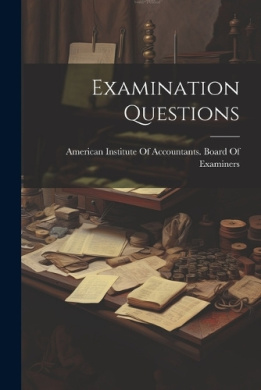 Examination
Questions
American Institute Of Accountants. Board Of
Examiners